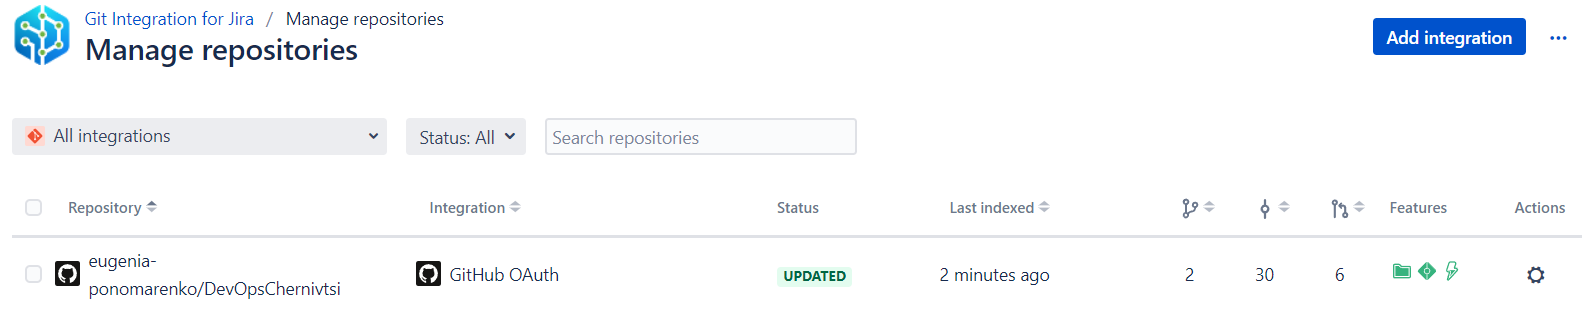 Git Integration for Jira / Manage repositories
Manage repositories
Add integration
All integrations
Status: All
Search repositories
Repository Integration Status Last indexed Features Actions
eugenia-
ponomarenko/DevOpsChernivtsi GitHub OAuth UPDATED 2 minutes ago 2 30 6